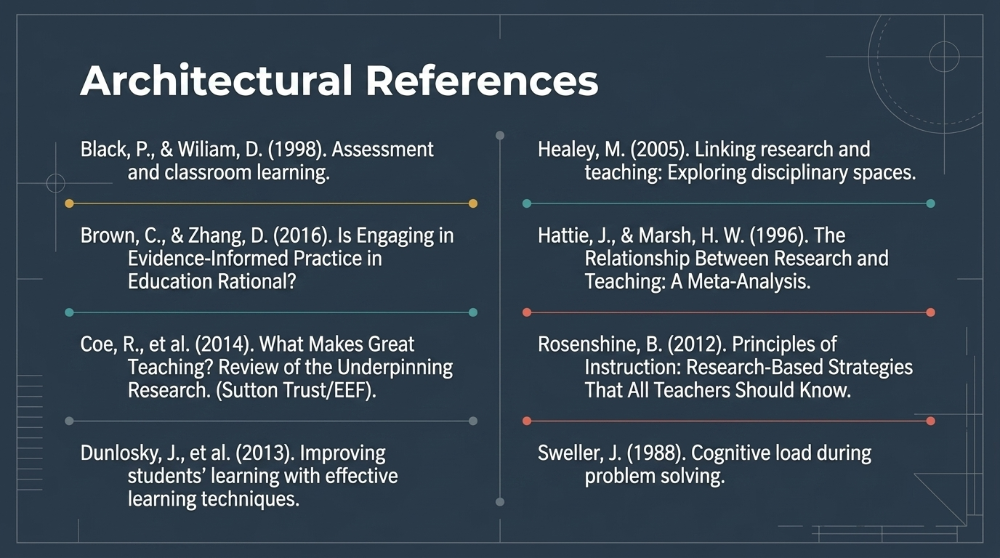 Architectural References
Black, P., & Wiliam, D. (1998). Assessment
and classroom learning.
Brown, C., & Zhang, D. (2016). Is Engaging in
Evidence-Informed Practice in
Education Rational?
Coe, R., et al. (2014). What Makes Great
Teaching? Review of the Underpinning
Research. (Sutton Trust/EEF).
Dunlosky, J., et al. (2013). Improving
students’ learning with effective
learning techniques.
Healey, M. (2005). Linking research and
teaching: Exploring disciplinary spaces.
Hattie, J., & Marsh, H. W. (1996). The
Relationship Between Research and
Teaching: A Meta-Analysis.
Rosenshine, B. (2012). Principles of
Instruction: Research-Based Strategies
That All Teachers Should Know.
Sweller, J. (1988). Cognitive load during
problem solving.